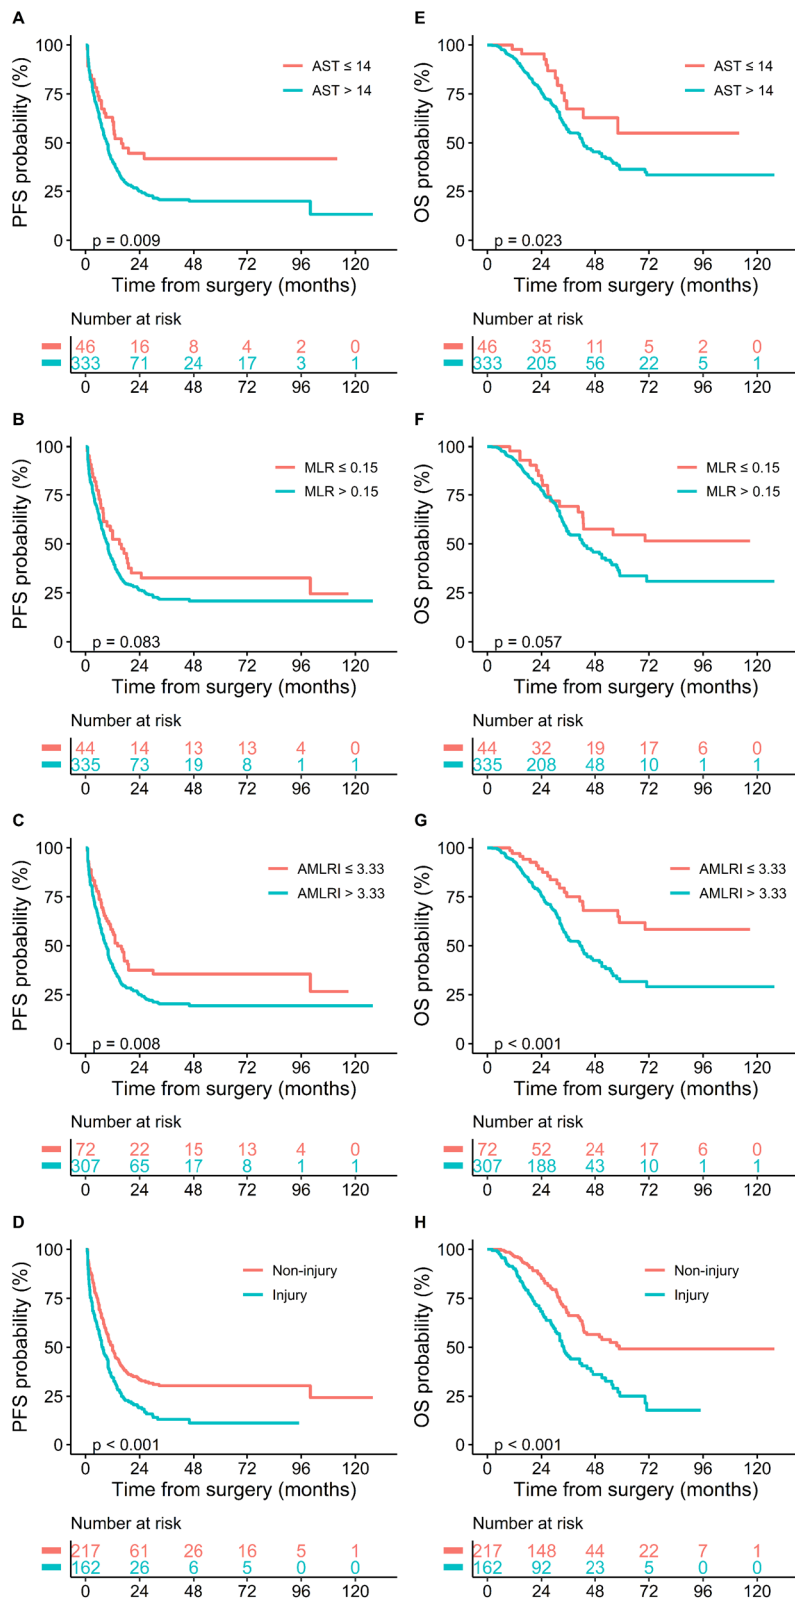 A
PFS probability (%)
100
75
50
25
0
AST ≤ 14
AST > 14
p = 0.009
0 24 48 72 96 120
Time from surgery (months)
Number at risk
46 16 8 4 2 0
333 71 24 17 3 1
0 24 48 72 96 120
E
OS probability (%)
100
75
50
25
0
AST ≤ 14
AST > 14
p = 0.023
0 24 48 72 96 120
Time from surgery (months)
Number at risk
46 35 11 5 2 0
333 205 56 22 5 1
0 24 48 72 96 120
B
PFS probability (%)
100
75
50
25
0
MLR ≤ 0.15
MLR > 0.15
p = 0.083
0 24 48 72 96 120
Time from surgery (months)
Number at risk
44 14 13 13 4 0
335 73 19 8 1 1
0 24 48 72 96 120
F
OS probability (%)
100
75
50
25
0
MLR ≤ 0.15
MLR > 0.15
p = 0.057
0 24 48 72 96 120
Time from surgery (months)
Number at risk
44 32 19 17 6 0
335 208 48 10 1 1
0 24 48 72 96 120
C
PFS probability (%)
100
75
50
25
0
AMLRI ≤ 3.33
AMLRI > 3.33
p = 0.008
0 24 48 72 96 120
Time from surgery (months)
Number at risk
72 22 15 13 4 0
307 65 17 8 1 1
0 24 48 72 96 120
G
OS probability (%)
100
75
50
25
0
AMLRI ≤ 3.33
AMLRI > 3.33
p < 0.001
0 24 48 72 96 120
Time from surgery (months)
Number at risk
72 52 24 17 6 0
307 188 43 10 1 1
0 24 48 72 96 120
D
PFS probability (%)
100
75
50
25
0
Non-injury
Injury
p < 0.001
0 24 48 72 96 120
Time from surgery (months)
Number at risk
217 61 26 16 5 1
162 26 6 5 0 0
0 24 48 72 96 120
H
OS probability (%)
100
75
50
25
0
Non-injury
Injury
p < 0.001
0 24 48 72 96 120
Time from surgery (months)
Number at risk
217 148 44 22 7 1
162 92 23 5 0 0
0 24 48 72 96 120